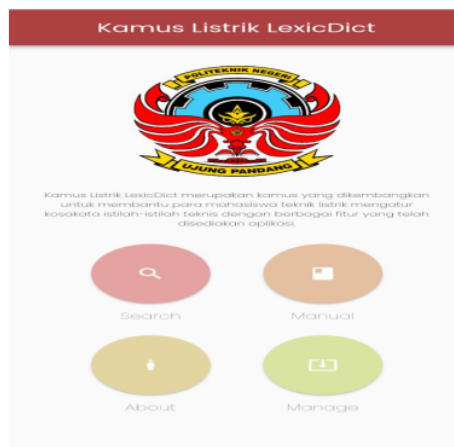 Kamus Listrik LexicDict
POLITEKNIK NEGERI
UJUNG PANDANG
Kamus Listrik LexicDict merupakan kamus yang dikembangkan
untuk membantu para mahasiswa teknik listrik mengatur
kosakata istilah-istilah teknis dengan berbagai fitur yang telah
disediakan aplikasi.
Search
Manual
About
Manage